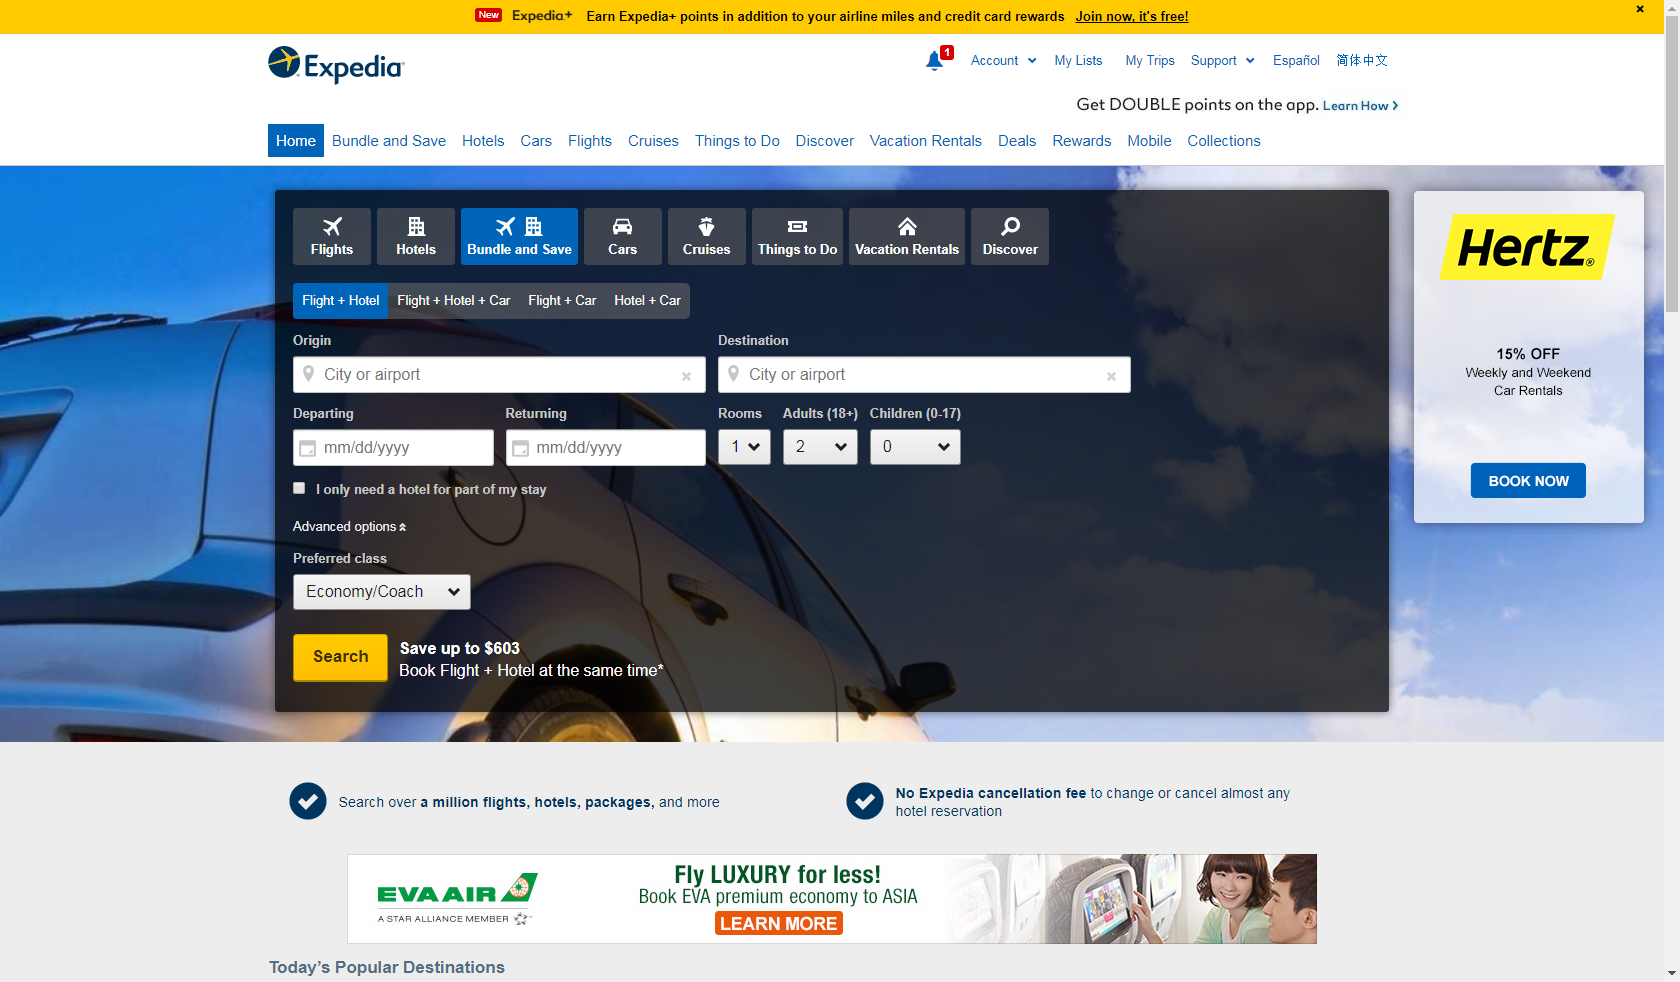 New Expedia+ Earn Expedia+ points in addition to your airline miles and credit card rewards Join now, it's free! ×
Expedia
1 Account My Lists My Trips Support Español 简体中文
Get DOUBLE points on the app. Learn How >
Home Bundle and Save Hotels Cars Flights Cruises Things to Do Discover Vacation Rentals Deals Rewards Mobile Collections
Flights Hotels Bundle and Save Cars Cruises Things to Do Vacation Rentals Discover
Flight + Hotel Flight + Hotel + Car Flight + Car Hotel + Car
Origin Destination
City or airport × City or airport ×
Departing Returning Rooms Adults (18+) Children (0-17)
mm/dd/yyyy mm/dd/yyyy 1 2 0
I only need a hotel for part of my stay
Advanced options
Preferred class
Economy/Coach
Search
Save up to $603
Book Flight + Hotel at the same time*
Hertz®
15% OFF
Weekly and Weekend
Car Rentals
BOOK NOW
Search over a million flights, hotels, packages, and more
No Expedia cancellation fee to change or cancel almost any
hotel reservation
EVA AIR
A STAR ALLIANCE MEMBER
Fly LUXURY for less!
Book EVA premium economy to ASIA
LEARN MORE
Today's Popular Destinations